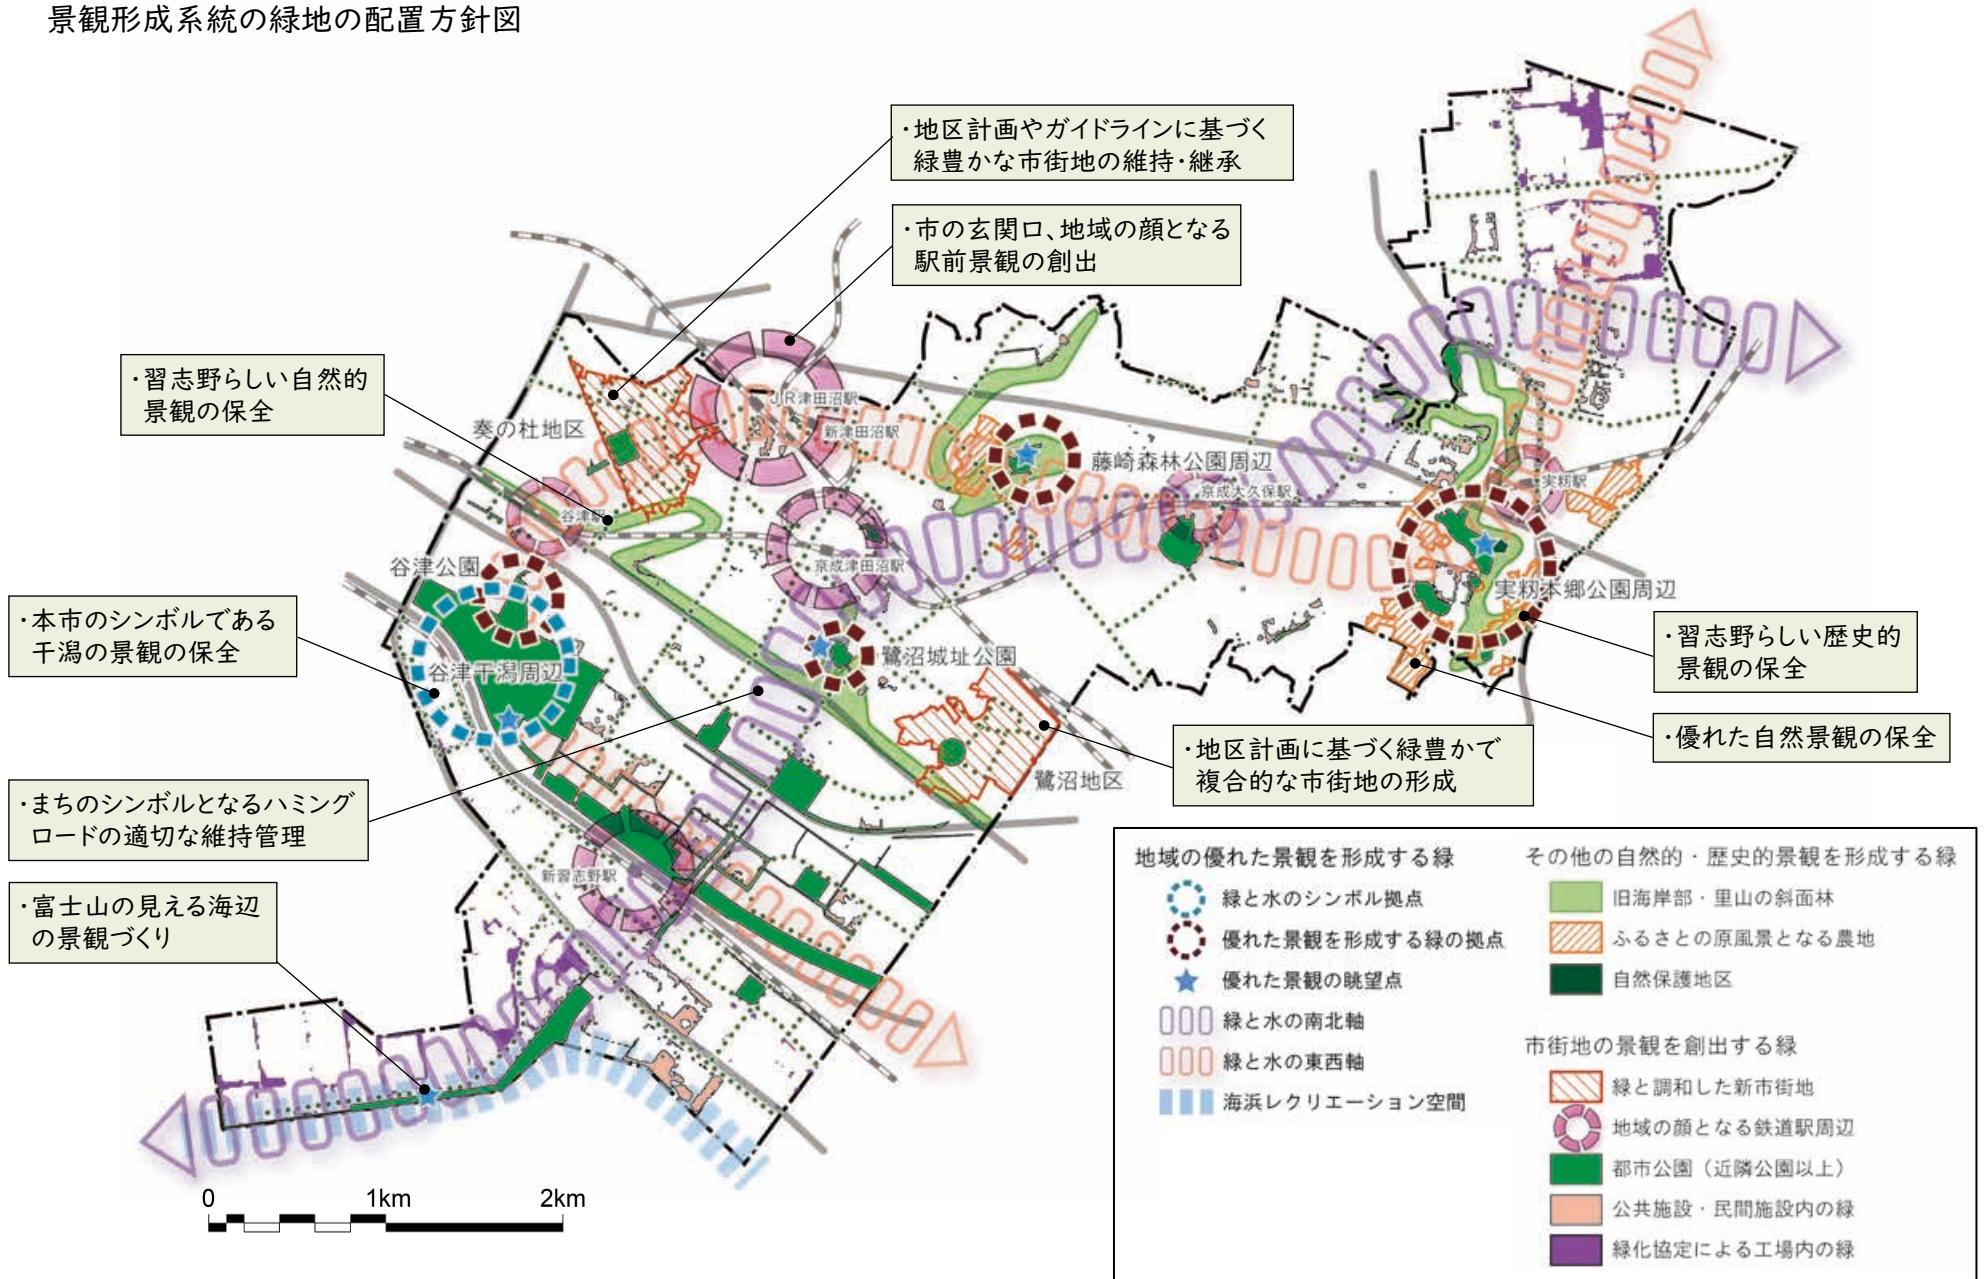 景観形成系統の緑地の配置方針図
・地区計画やガイドラインに基づく
緑豊かな市街地の維持・継承
・市の玄関口、地域の顔となる
駅前景観の創出
・習志野らしい自然的
景観の保全
奏の杜地区
JR津田沼駅
新津田沼駅
藤崎森林公園周辺
京成大久保駅
実籾駅
谷津駅
京成津田沼駅
谷津公園
実籾本郷公園周辺
・本市のシンボルである
干潟の景観の保全
谷津干潟周辺
鷺沼城址公園
・習志野らしい歴史的
景観の保全
・優れた自然景観の保全
・地区計画に基づく緑豊かで
複合的な市街地の形成
鷺沼地区
・まちのシンボルとなるハミング
ロードの適切な維持管理
新習志野駅
・富士山の見える海辺
の景観づくり
0 1km 2km
地域の優れた景観を形成する緑
緑と水のシンボル拠点
優れた景観を形成する緑の拠点
優れた景観の眺望点
緑と水の南北軸
緑と水の東西軸
海浜レクリエーション空間
その他の自然的・歴史的景観を形成する緑
旧海岸部・里山の斜面林
ふるさとの原風景となる農地
自然保護地区
市街地の景観を創出する緑
緑と調和した新市街地
地域の顔となる鉄道駅周辺
都市公園（近隣公園以上）
公共施設・民間施設内の緑
緑化協定による工場内の緑